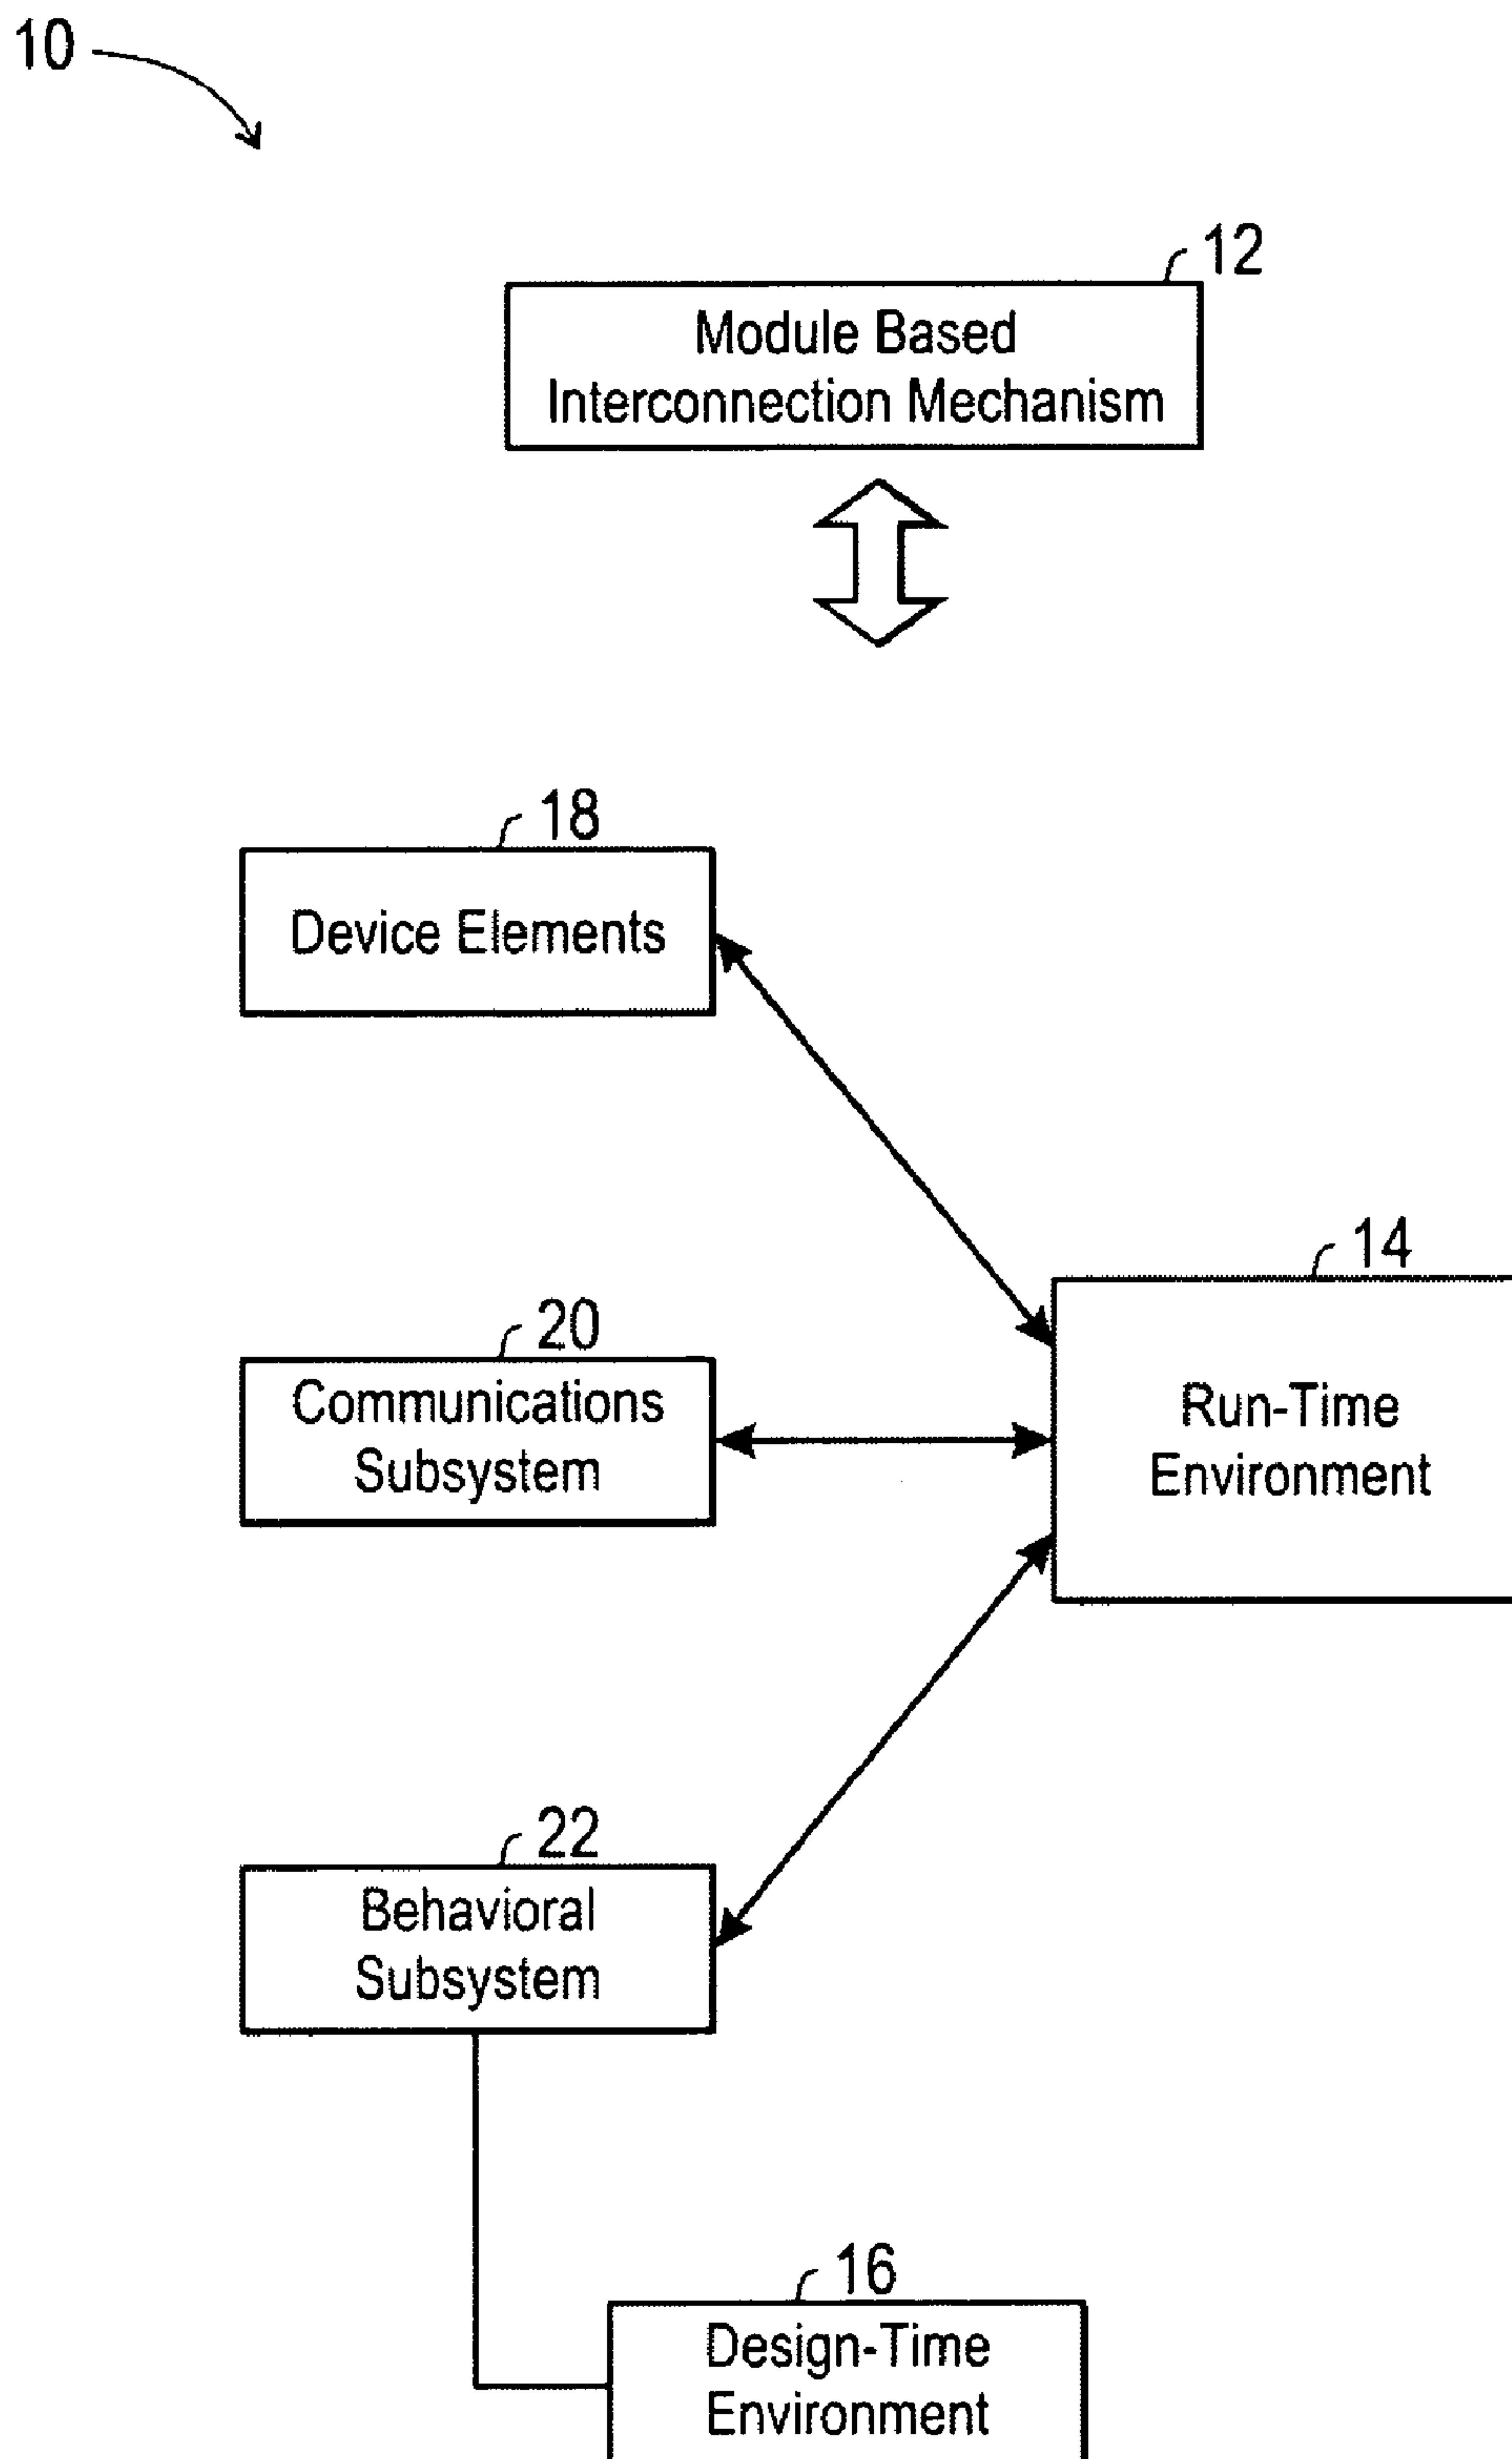 10
12
Module Based
Interconnection Mechanism
18
Device Elements
14
20
Communications
Subsystem
Run-Time
Environment
22
Behavioral
Subsystem
16
Design-Time
Environment